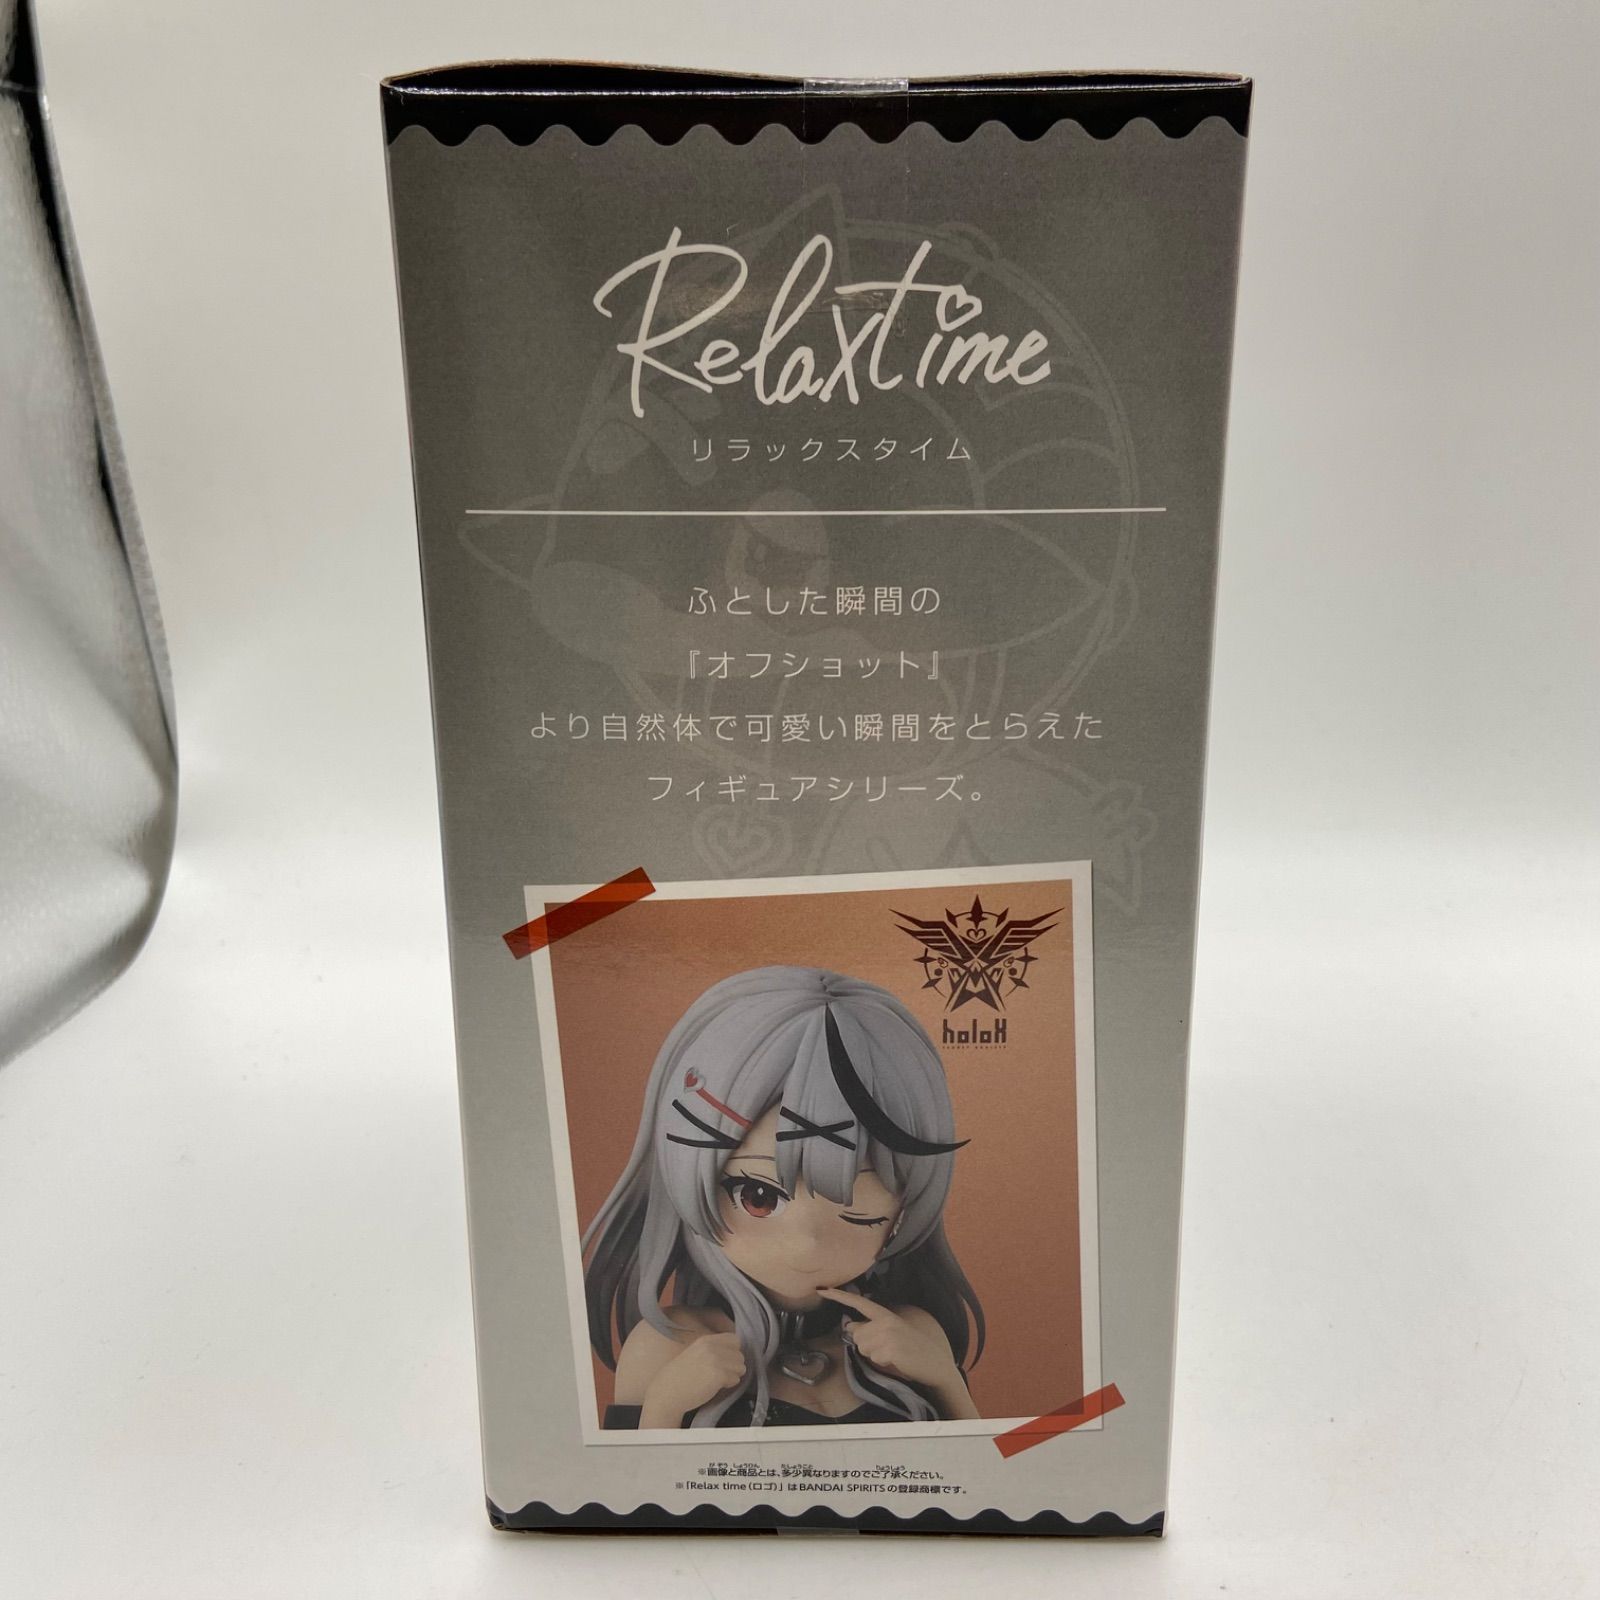 Relax time
リラックスタイム
ふとした瞬間の
『オフショット』
より自然体で可愛い瞬間をとらえた
フィギュアシリーズ。
holoX
※画像と商品とは、多少異なりますのでご了承ください。
※「Relax time(ロゴ)」はBANDAI SPIRITSの登録商標です。